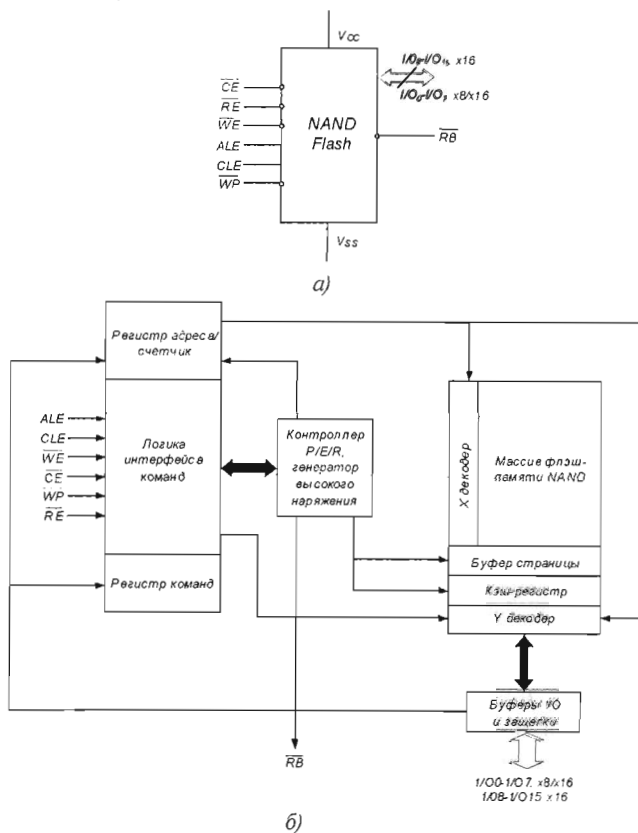 Vcc
I/O8-I/O15, x16
I/O0-I/O7 x8/x16
CE
RE
WE
ALE
CLE
WP
NAND
Flash
RB
Vss
а)
Регистр адреса/
счетчик
ALE
CLE
WE
CE
WP
RE
Логика
интерфейса
команд
Регистр команд
Контроллер
P/E/R,
генератор
высокого
наряжения
X декодер
Массив флэш-
памяти NAND
Буфер страницы
Кэш-регистр
Y декодер
Буферы I/O
и защелки
RB
I/O0-I/O7, x8/x16
I/O8-I/O15 x16
б)